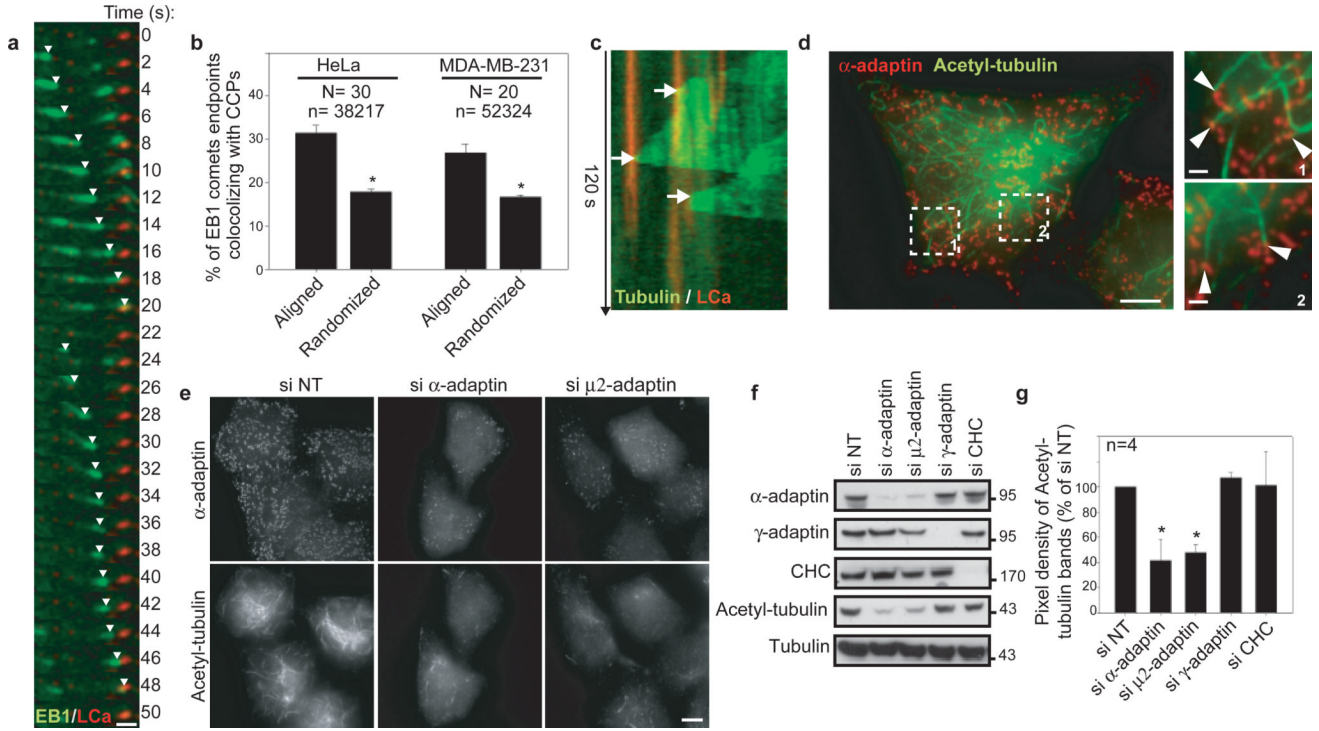 Time (s):
a
0
2
4
6
8
10
12
14
16
18
20
22
24
26
28
30
32
34
36
38
40
42
44
46
48
50
EB1/LCa
b
HeLa
MDA-MB-231
N= 30
N= 20
n= 38217
n= 52324
% of EB1 comets endpoints
colocolizing with CCPs
40
30
20
10
0
*
*
Aligned
Randomized
Aligned
Randomized
c
120 s
Tubulin / LCa
d
α-adaptin Acetyl-tubulin
1
2
1
2
e
si NT
si α-adaptin
si μ2-adaptin
α-adaptin
Acetyl-tubulin
f
si NT
si α-adaptin
si μ2-adaptin
si γ-adaptin
si CHC
α-adaptin
95
γ-adaptin
95
CHC
170
Acetyl-tubulin
43
Tubulin
43
g
n=4
Pixel density of Acetyl-
tubulin bands (% of si NT)
100
80
60
40
20
0
*
*
si NT
si α-adaptin
si μ2-adaptin
si γ-adaptin
si CHC